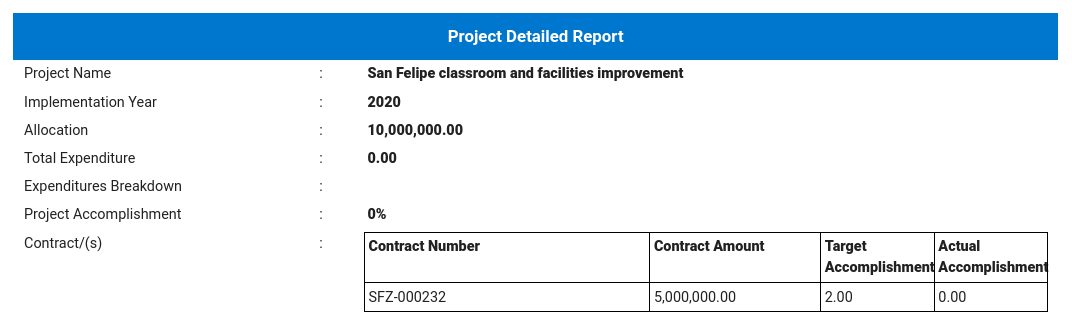 Project Detailed Report
Project Name : San Felipe classroom and facilities improvement
Implementation Year : 2020
Allocation : 10,000,000.00
Total Expenditure : 0.00
Expenditures Breakdown :
Project Accomplishment : 0%
Contract/(s) :
Contract Number Contract Amount Target Accomplishment Actual Accomplishment
SFZ-000232 5,000,000.00 2.00 0.00